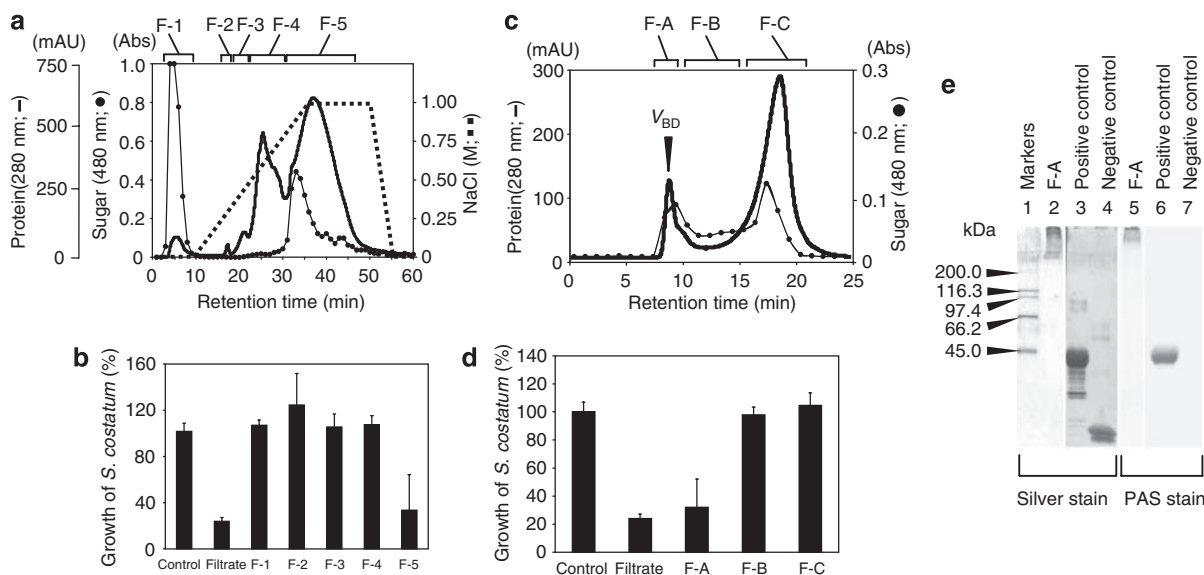 a
F-1
F-2 F-3 F-4 F-5
(mAU)
(Abs)
Protein(280 nm; –)
750
500
250
0
Sugar (480 nm; ●)
1.0
0.8
0.6
0.4
0.2
0
NaCl (M; ▪▪)
1.00
0.75
0.50
0.25
0
0 10 20 30 40 50 60
Retention time (min)
b
Growth of S. costatum (%)
160
120
80
40
0
Control Filtrate F-1 F-2 F-3 F-4 F-5
c
F-A F-B F-C
(mAU)
(Abs)
Protein(280 nm; –)
300
200
100
0
VBD
Sugar (480 nm; ●)
0.3
0.2
0.1
0
0 5 10 15 20 25
Retention time (min)
d
Growth of S. costatum (%)
140
120
100
80
60
40
20
0
Control Filtrate F-A F-B F-C
e
Markers
F-A
Positive control
Negative control
F-A
Positive control
Negative control
kDa
1 2 3 4 5 6 7
200.0
116.3
97.4
66.2
45.0
Silver stain PAS stain